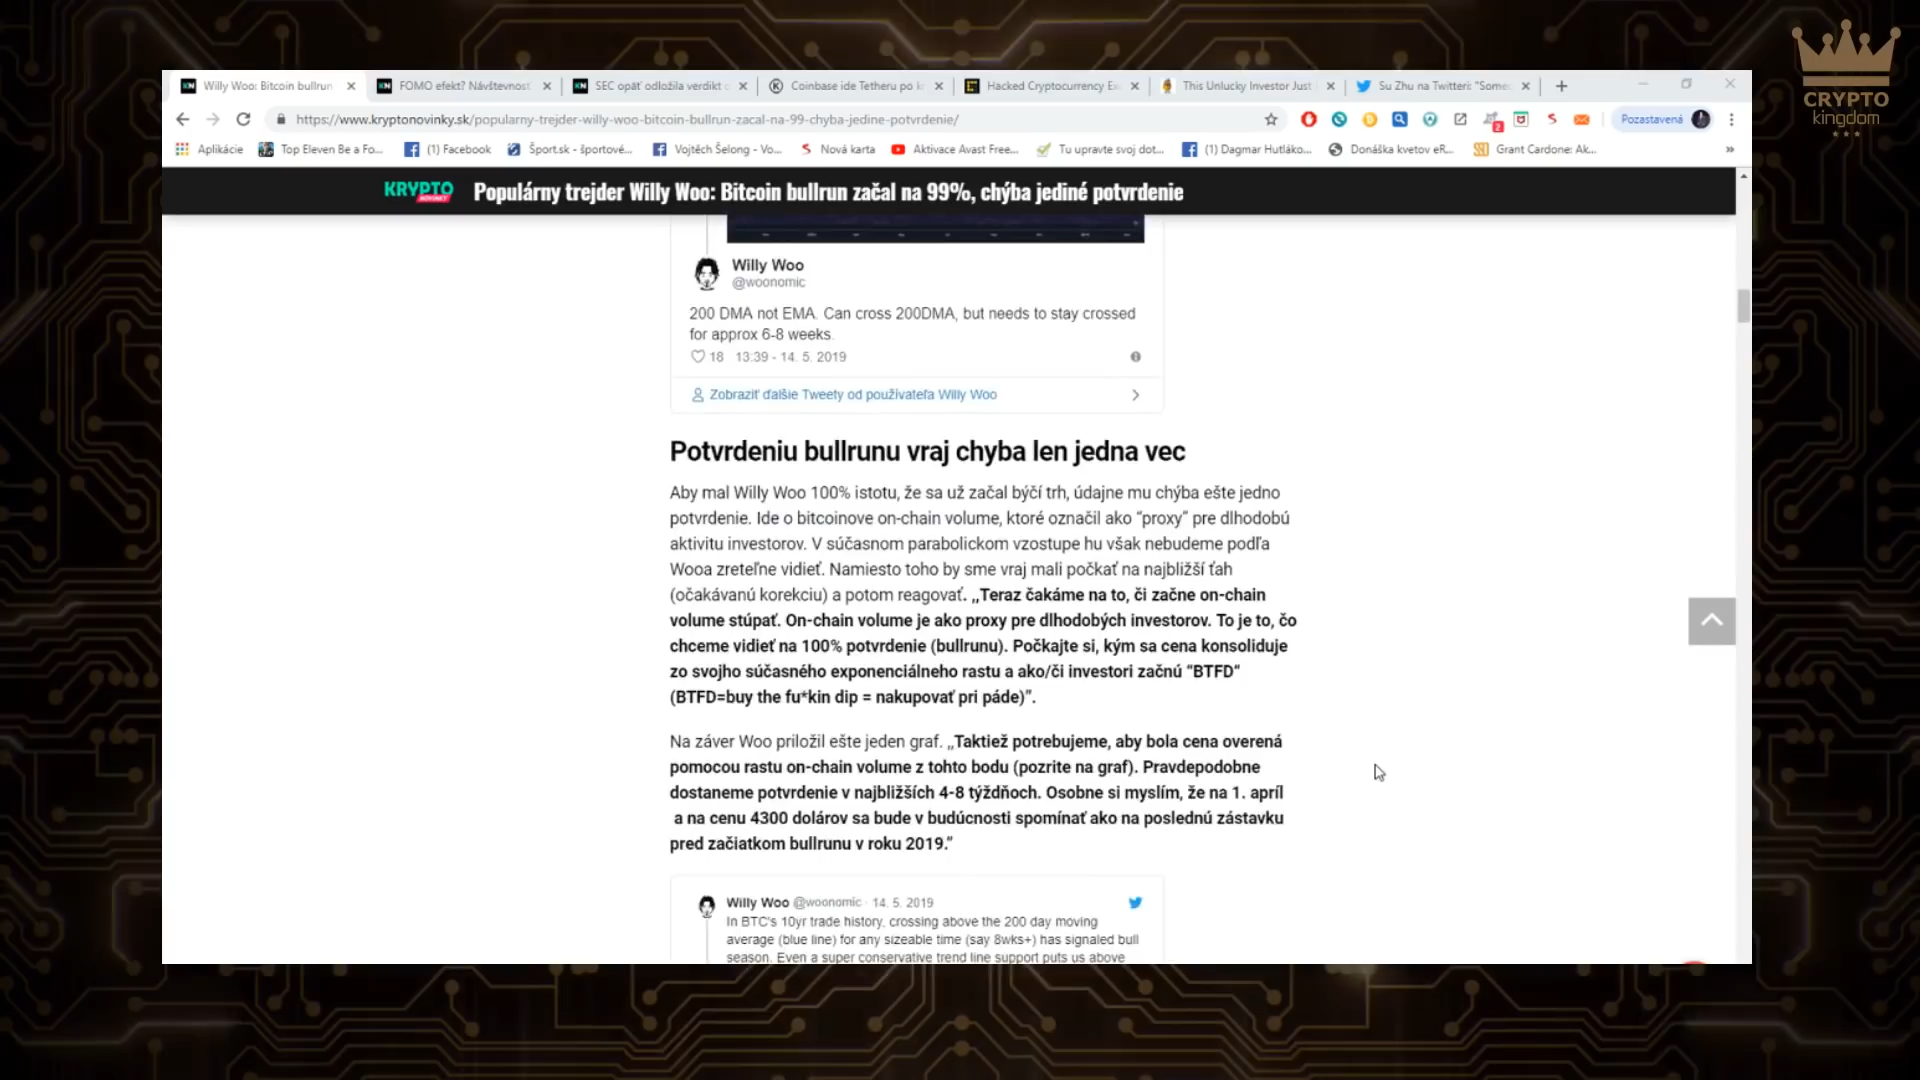 CRYPTO
kingdom
Willy Woo: Bitcoin bullrun
FOMO efekt? Návštevnosť
SEC opäť odložila verdikt o
Coinbase ide Tetheru po k
Hacked Cryptocurrency Ex
This Unlucky Investor Just
Su Zhu na Twitteri: "Some
https://www.kryptonovinky.sk/popularny-trejder-willy-woo-bitcoin-bullrun-zacal-na-99-chyba-jedine-potvrdenie/
2
Pozastavená
Aplikácie
Top Eleven Be a Fo...
(1) Facebook
Šport.sk - športové...
Vojtěch Šelong - Vo...
Nová karta
Aktivace Avast Free...
Tu upravte svoj dot...
(1) Dagmar Hutláko...
Donáška kvetov eR...
Grant Cardone: Ak...
»
KRYPTO
NOVINKY
Populárny trejder Willy Woo: Bitcoin bullrun začal na 99%, chýba jediné potvrdenie
Willy Woo
@woonomic
200 DMA not EMA. Can cross 200DMA, but needs to stay crossed
for approx 6-8 weeks.
18 13:39 - 14. 5. 2019
Zobraziť ďalšie Tweety od používateľa Willy Woo
Potvrdeniu bullrunu vraj chyba len jedna vec
Aby mal Willy Woo 100% istotu, že sa už začal býčí trh, údajne mu chýba ešte jedno
potvrdenie. Ide o bitcoinove on-chain volume, ktoré označil ako “proxy” pre dlhodobú
aktivitu investorov. V súčasnom parabolickom vzostupe hu však nebudeme podľa
Wooa zreteľne vidieť. Namiesto toho by sme vraj mali počkať na najbližší ťah
(očakávanú korekciu) a potom reagovať. „Teraz čakáme na to, či začne on-chain
volume stúpať. On-chain volume je ako proxy pre dlhodobých investorov. To je to, čo
chceme vidieť na 100% potvrdenie (bullrunu). Počkajte si, kým sa cena konsoliduje
zo svojho súčasného exponenciálneho rastu a ako/či investori začnú “BTFD“
(BTFD=buy the fu*kin dip = nakupovať pri páde)”.
Na záver Woo priložil ešte jeden graf. „Taktiež potrebujeme, aby bola cena overená
pomocou rastu on-chain volume z tohto bodu (pozrite na graf). Pravdepodobne
dostaneme potvrdenie v najbližších 4-8 týždňoch. Osobne si myslím, že na 1. apríl
a na cenu 4300 dolárov sa bude v budúcnosti spomínať ako na poslednú zástavku
pred začiatkom bullrunu v roku 2019.”
Willy Woo @woonomic · 14. 5. 2019
In BTC's 10yr trade history, crossing above the 200 day moving
average (blue line) for any sizeable time (say 8wks+) has signaled bull
season. Even a super conservative trend line support puts us above